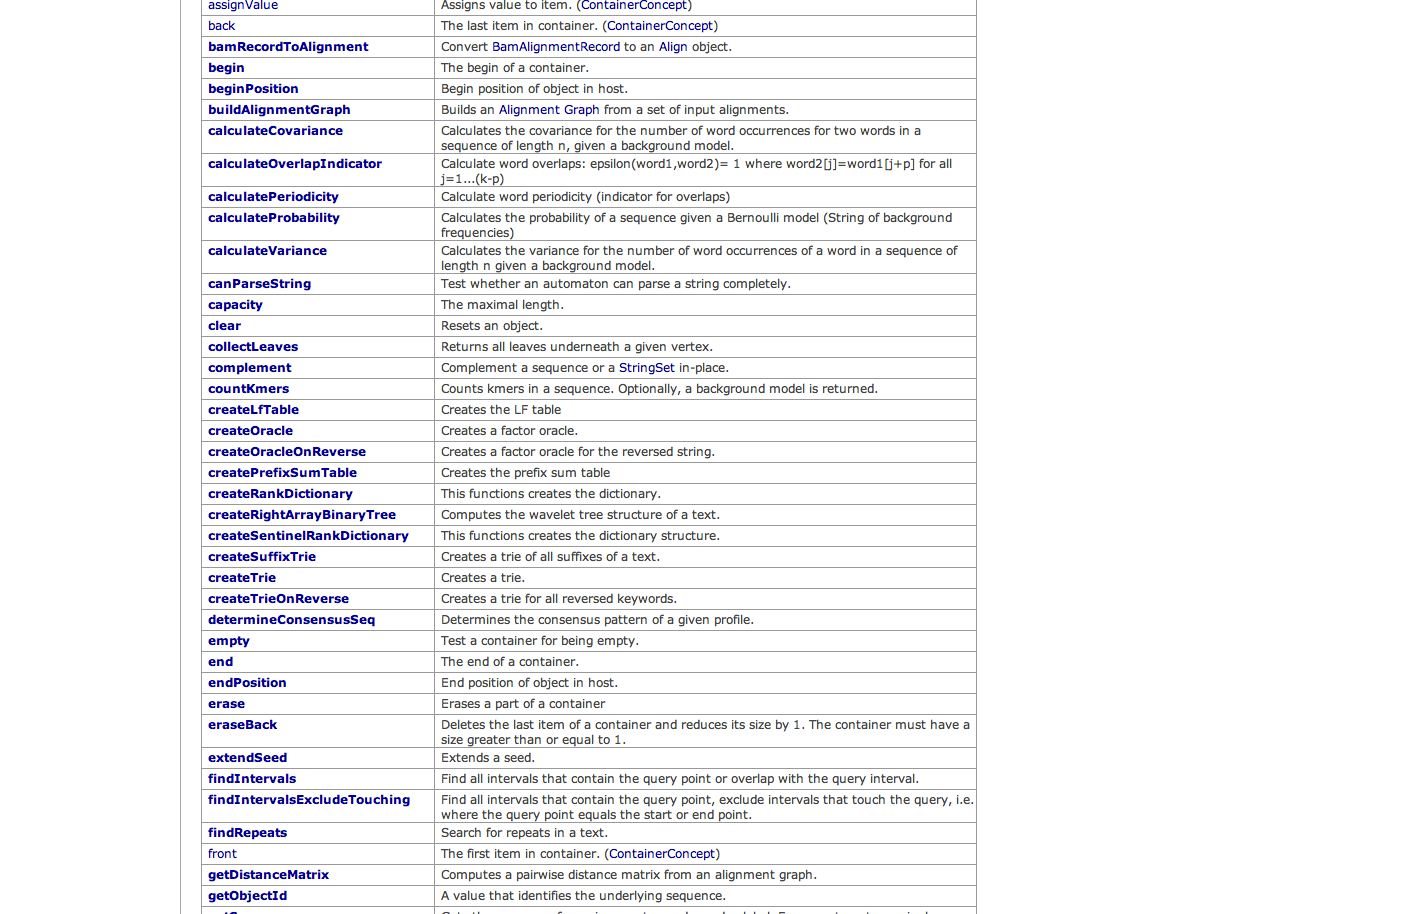 assignValue Assigns value to item. (ContainerConcept)
back The last item in container. (ContainerConcept)
bamRecordToAlignment Convert BamAlignmentRecord to an Align object.
begin The begin of a container.
beginPosition Begin position of object in host.
buildAlignmentGraph Builds an Alignment Graph from a set of input alignments.
calculateCovariance Calculates the covariance for the number of word occurrences for two words in a
sequence of length n, given a background model.
calculateOverlapIndicator Calculate word overlaps: epsilon(word1,word2)= 1 where word2[j]=word1[j+p] for all
j=1...(k-p)
calculatePeriodicity Calculate word periodicity (indicator for overlaps)
calculateProbability Calculates the probability of a sequence given a Bernoulli model (String of background
frequencies)
calculateVariance Calculates the variance for the number of word occurrences of a word in a sequence of
length n given a background model.
canParseString Test whether an automaton can parse a string completely.
capacity The maximal length.
clear Resets an object.
collectLeaves Returns all leaves underneath a given vertex.
complement Complement a sequence or a StringSet in-place.
countKmers Counts kmers in a sequence. Optionally, a background model is returned.
createLfTable Creates the LF table
createOracle Creates a factor oracle.
createOracleOnReverse Creates a factor oracle for the reversed string.
createPrefixSumTable Creates the prefix sum table
createRankDictionary This functions creates the dictionary.
createRightArrayBinaryTree Computes the wavelet tree structure of a text.
createSentinelRankDictionary This functions creates the dictionary structure.
createSuffixTrie Creates a trie of all suffixes of a text.
createTrie Creates a trie.
createTrieOnReverse Creates a trie for all reversed keywords.
determineConsensusSeq Determines the consensus pattern of a given profile.
empty Test a container for being empty.
end The end of a container.
endPosition End position of object in host.
erase Erases a part of a container
eraseBack Deletes the last item of a container and reduces its size by 1. The container must have a
size greater than or equal to 1.
extendSeed Extends a seed.
findIntervals Find all intervals that contain the query point or overlap with the query interval.
findIntervalsExcludeTouching Find all intervals that contain the query point, exclude intervals that touch the query, i.e.
where the query point equals the start or end point.
findRepeats Search for repeats in a text.
front The first item in container. (ContainerConcept)
getDistanceMatrix Computes a pairwise distance matrix from an alignment graph.
getObjectId A value that identifies the underlying sequence.